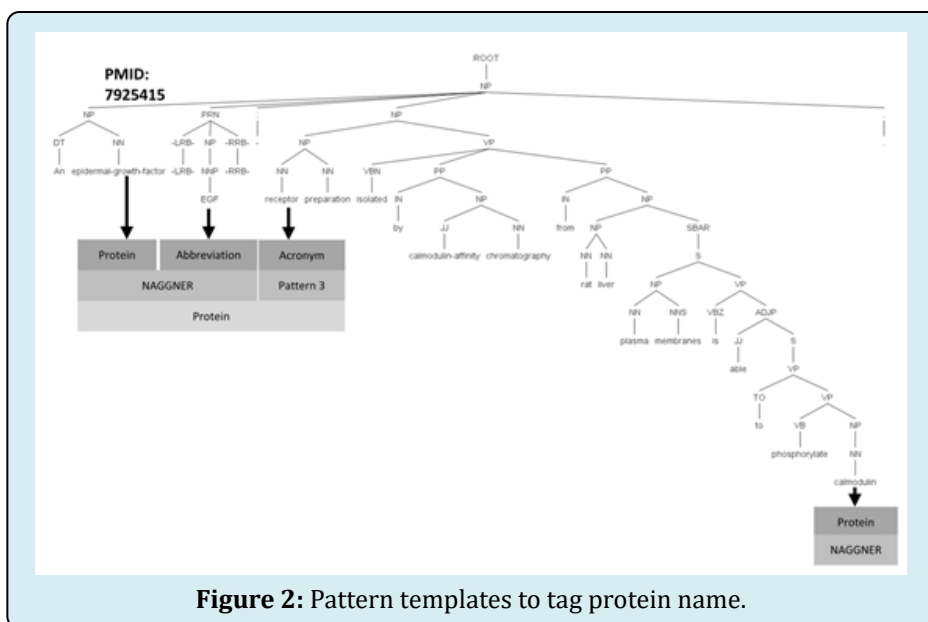 ROOT
PMID:
7925415
NP
NP PRN NP
DT NN -LRB- NP -RRB- - NP VP
An epidermal-growth-factor -LRB- NNP -RRB- NN NN VBN PP PP
EGF receptor preparation isolated IN NP IN NP
by JJ NN from NP SBAR
calmodulin-affinity chromatography NN NN S
rat liver NP VP
NN NNS VBZ ADJP
plasma membranes is JJ S
able VP
TO VP
to VB NP
phosphorylate NN
calmodulin
Protein Abbreviation Acronym
NAGGNER Pattern 3
Protein
Protein
NAGGNER
Figure 2: Pattern templates to tag protein name.